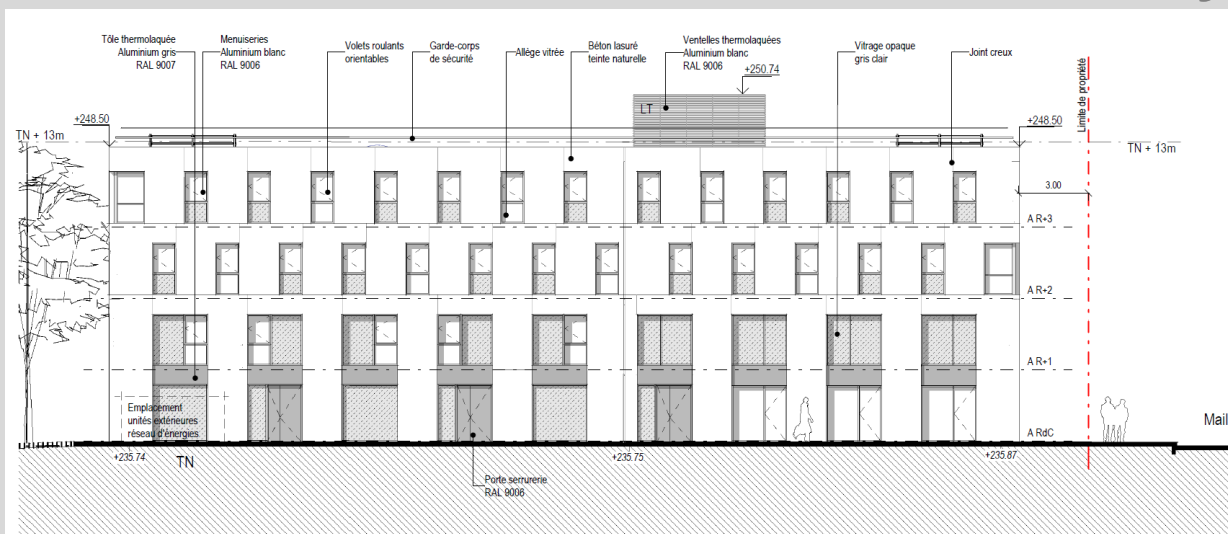 Tôle thermolaquée
Aluminium gris
RAL 9007
Menuiseries
Aluminium blanc
RAL 9006
Volets roulants
orientables
Garde-corps
de sécurité
Allège vitrée
Béton lasuré
teinte naturelle
Ventelles thermolaquées
Aluminium blanc
RAL 9006
+250.74
Vitrage opaque
gris clair
Joint creux
Limite de propriété
LT
+248.50
+248.50
TN + 13m
TN + 13m
3.00
A R+3
A R+2
A R+1
Emplacement
unités extérieures
réseau d'énergies
A RdC
Mail
+235.74
TN
+235.75
+235.87
Porte serrurerie
RAL 9006